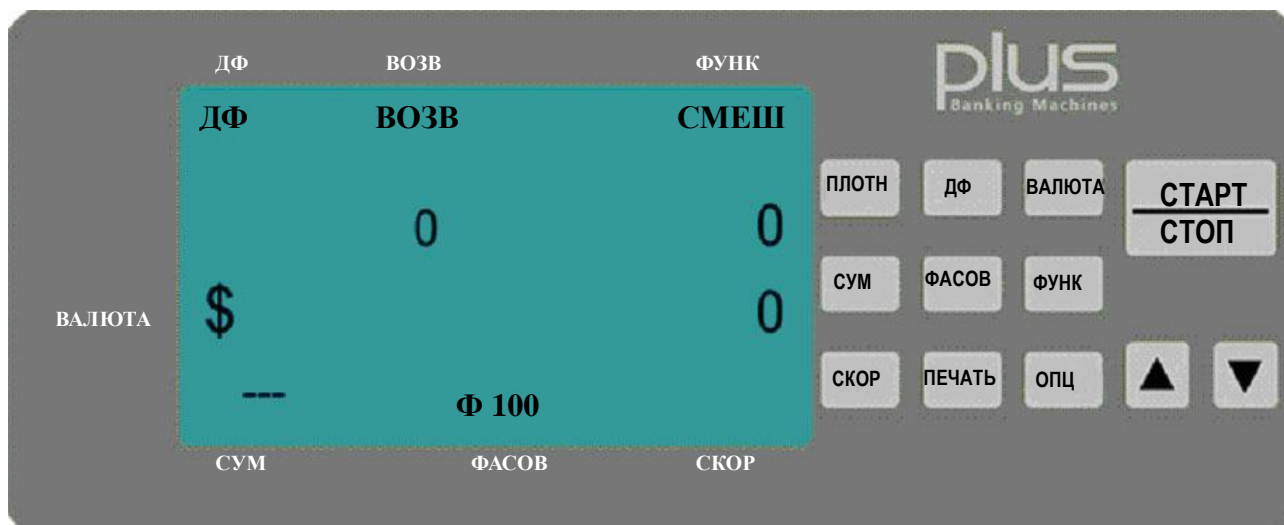 ДФ ВОЗВ ФУНК
plus
Banking Machines
ДФ ВОЗВ СМЕШ
ПЛОТН ДФ ВАЛЮТА СТАРТ
СТОП
0 0
СУМ ФАСОВ ФУНК
ВАЛЮТА $ 0
СКОР ПЕЧАТЬ ОПЦ ▲ ▼
--- Ф 100
СУМ ФАСОВ СКОР